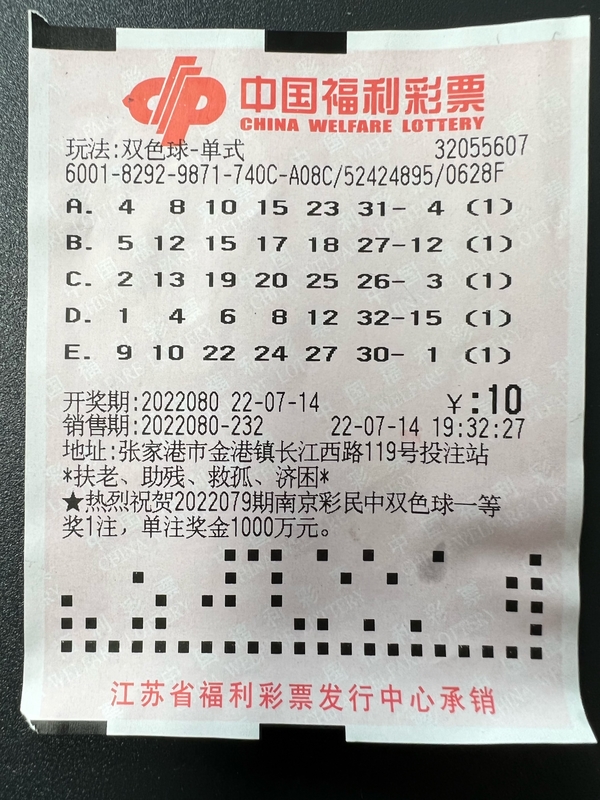 中国福利彩票
CHINA WELFARE LOTTERY
玩法:双色球-单式 32055607
6001-8292-9871-740C-A08C/52424895/0628F
A. 4 8 10 15 23 31- 4 (1)
B. 5 12 15 17 18 27-12 (1)
C. 2 13 19 20 25 26- 3 (1)
D. 1 4 6 8 12 32-15 (1)
E. 9 10 22 24 27 30- 1 (1)
开奖期:2022080 22-07-14 ¥:10
销售期:2022080-232 22-07-14 19:32:27
地址:张家港市金港镇长江西路119号投注站
*扶老、助残、救孤、济困*
★热烈祝贺2022079期南京彩民中双色球一等
奖1注，单注奖金1000万元。
江苏省福利彩票发行中心承销